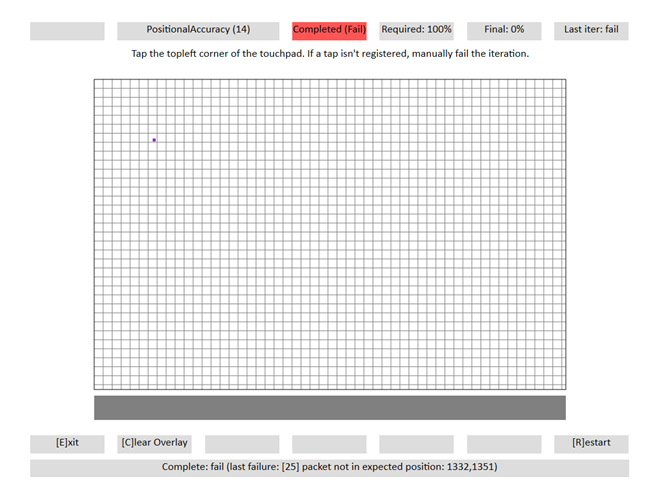 PositionalAccuracy (14)
Completed (Fail)
Required: 100%
Final: 0%
Last iter: fail
Tap the topleft corner of the touchpad. If a tap isn't registered, manually fail the iteration.
[E]xit
[C]lear Overlay
[R]estart
Complete: fail (last failure: [25] packet not in expected position: 1332,1351)